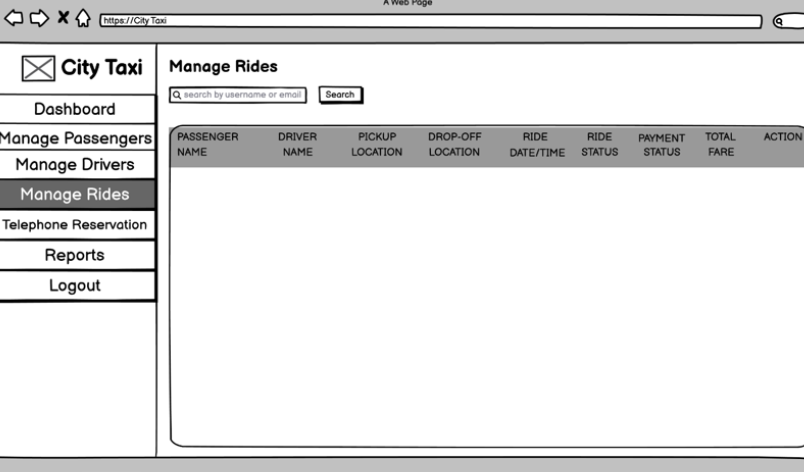 A Web Page
https://City Taxi
City Taxi
Dashboard
Manage Passengers
Manage Drivers
Manage Rides
Telephone Reservation
Reports
Logout
Manage Rides
search by username or email
Search
PASSENGER NAME
DRIVER NAME
PICKUP LOCATION
DROP-OFF LOCATION
RIDE DATE/TIME
RIDE STATUS
PAYMENT STATUS
TOTAL FARE
ACTION